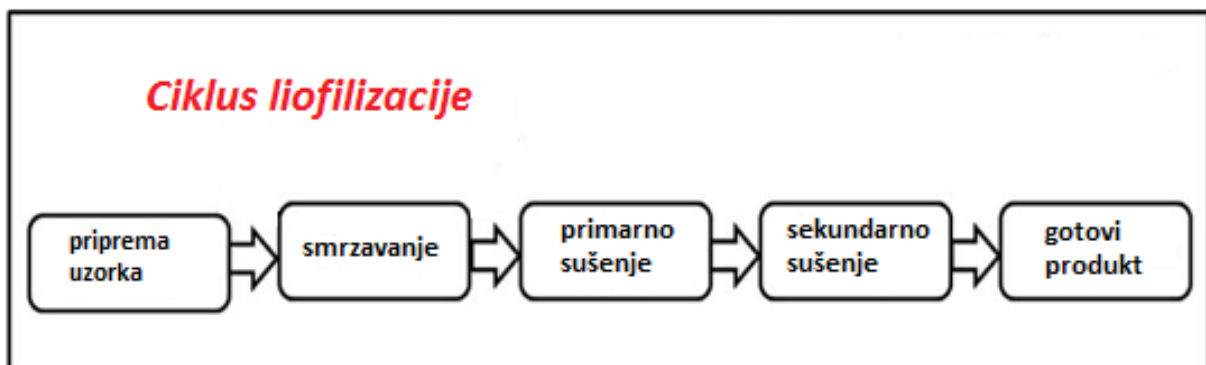 Ciklus liofilizacije
priprema
uzorka
smrzavanje
primarno
sušenje
sekundarno
sušenje
gotovi
produkt